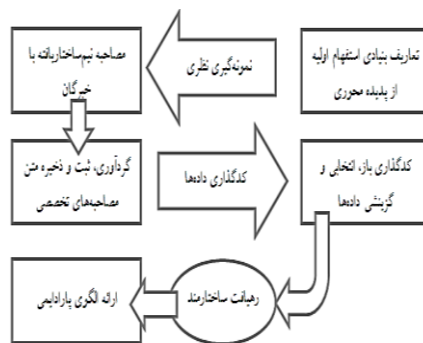 تعاریف بنیادی استفهام اولیه
از پدیده محوری
نمونه‌گیری نظری
مصاحبه نیم‌ساختاریافته با
خبرگان
گردآوری، ثبت و ذخیره متن
مصاحبه‌های تخصصی
کدگذاری داده‌ها
کدگذاری باز، انتخابی و
گزینشی داده‌ها
رهیافت ساختارمند
ارائه الگوی پارادایمی